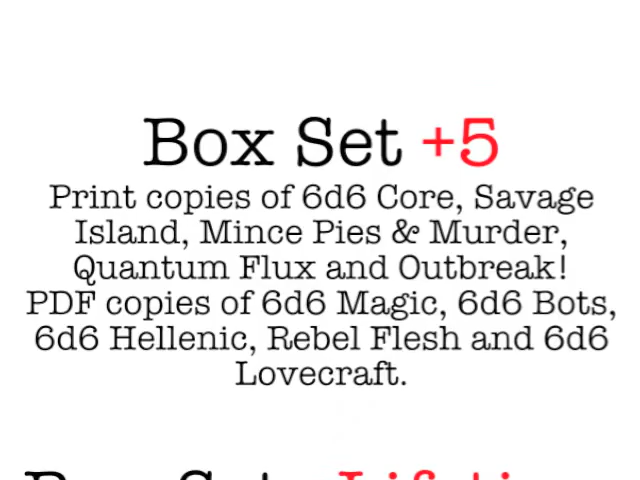 Box Set +5
Print copies of 6d6 Core, Savage
Island, Mince Pies & Murder,
Quantum Flux and Outbreak!
PDF copies of 6d6 Magic, 6d6 Bots,
6d6 Hellenic, Rebel Flesh and 6d6
Lovecraft.